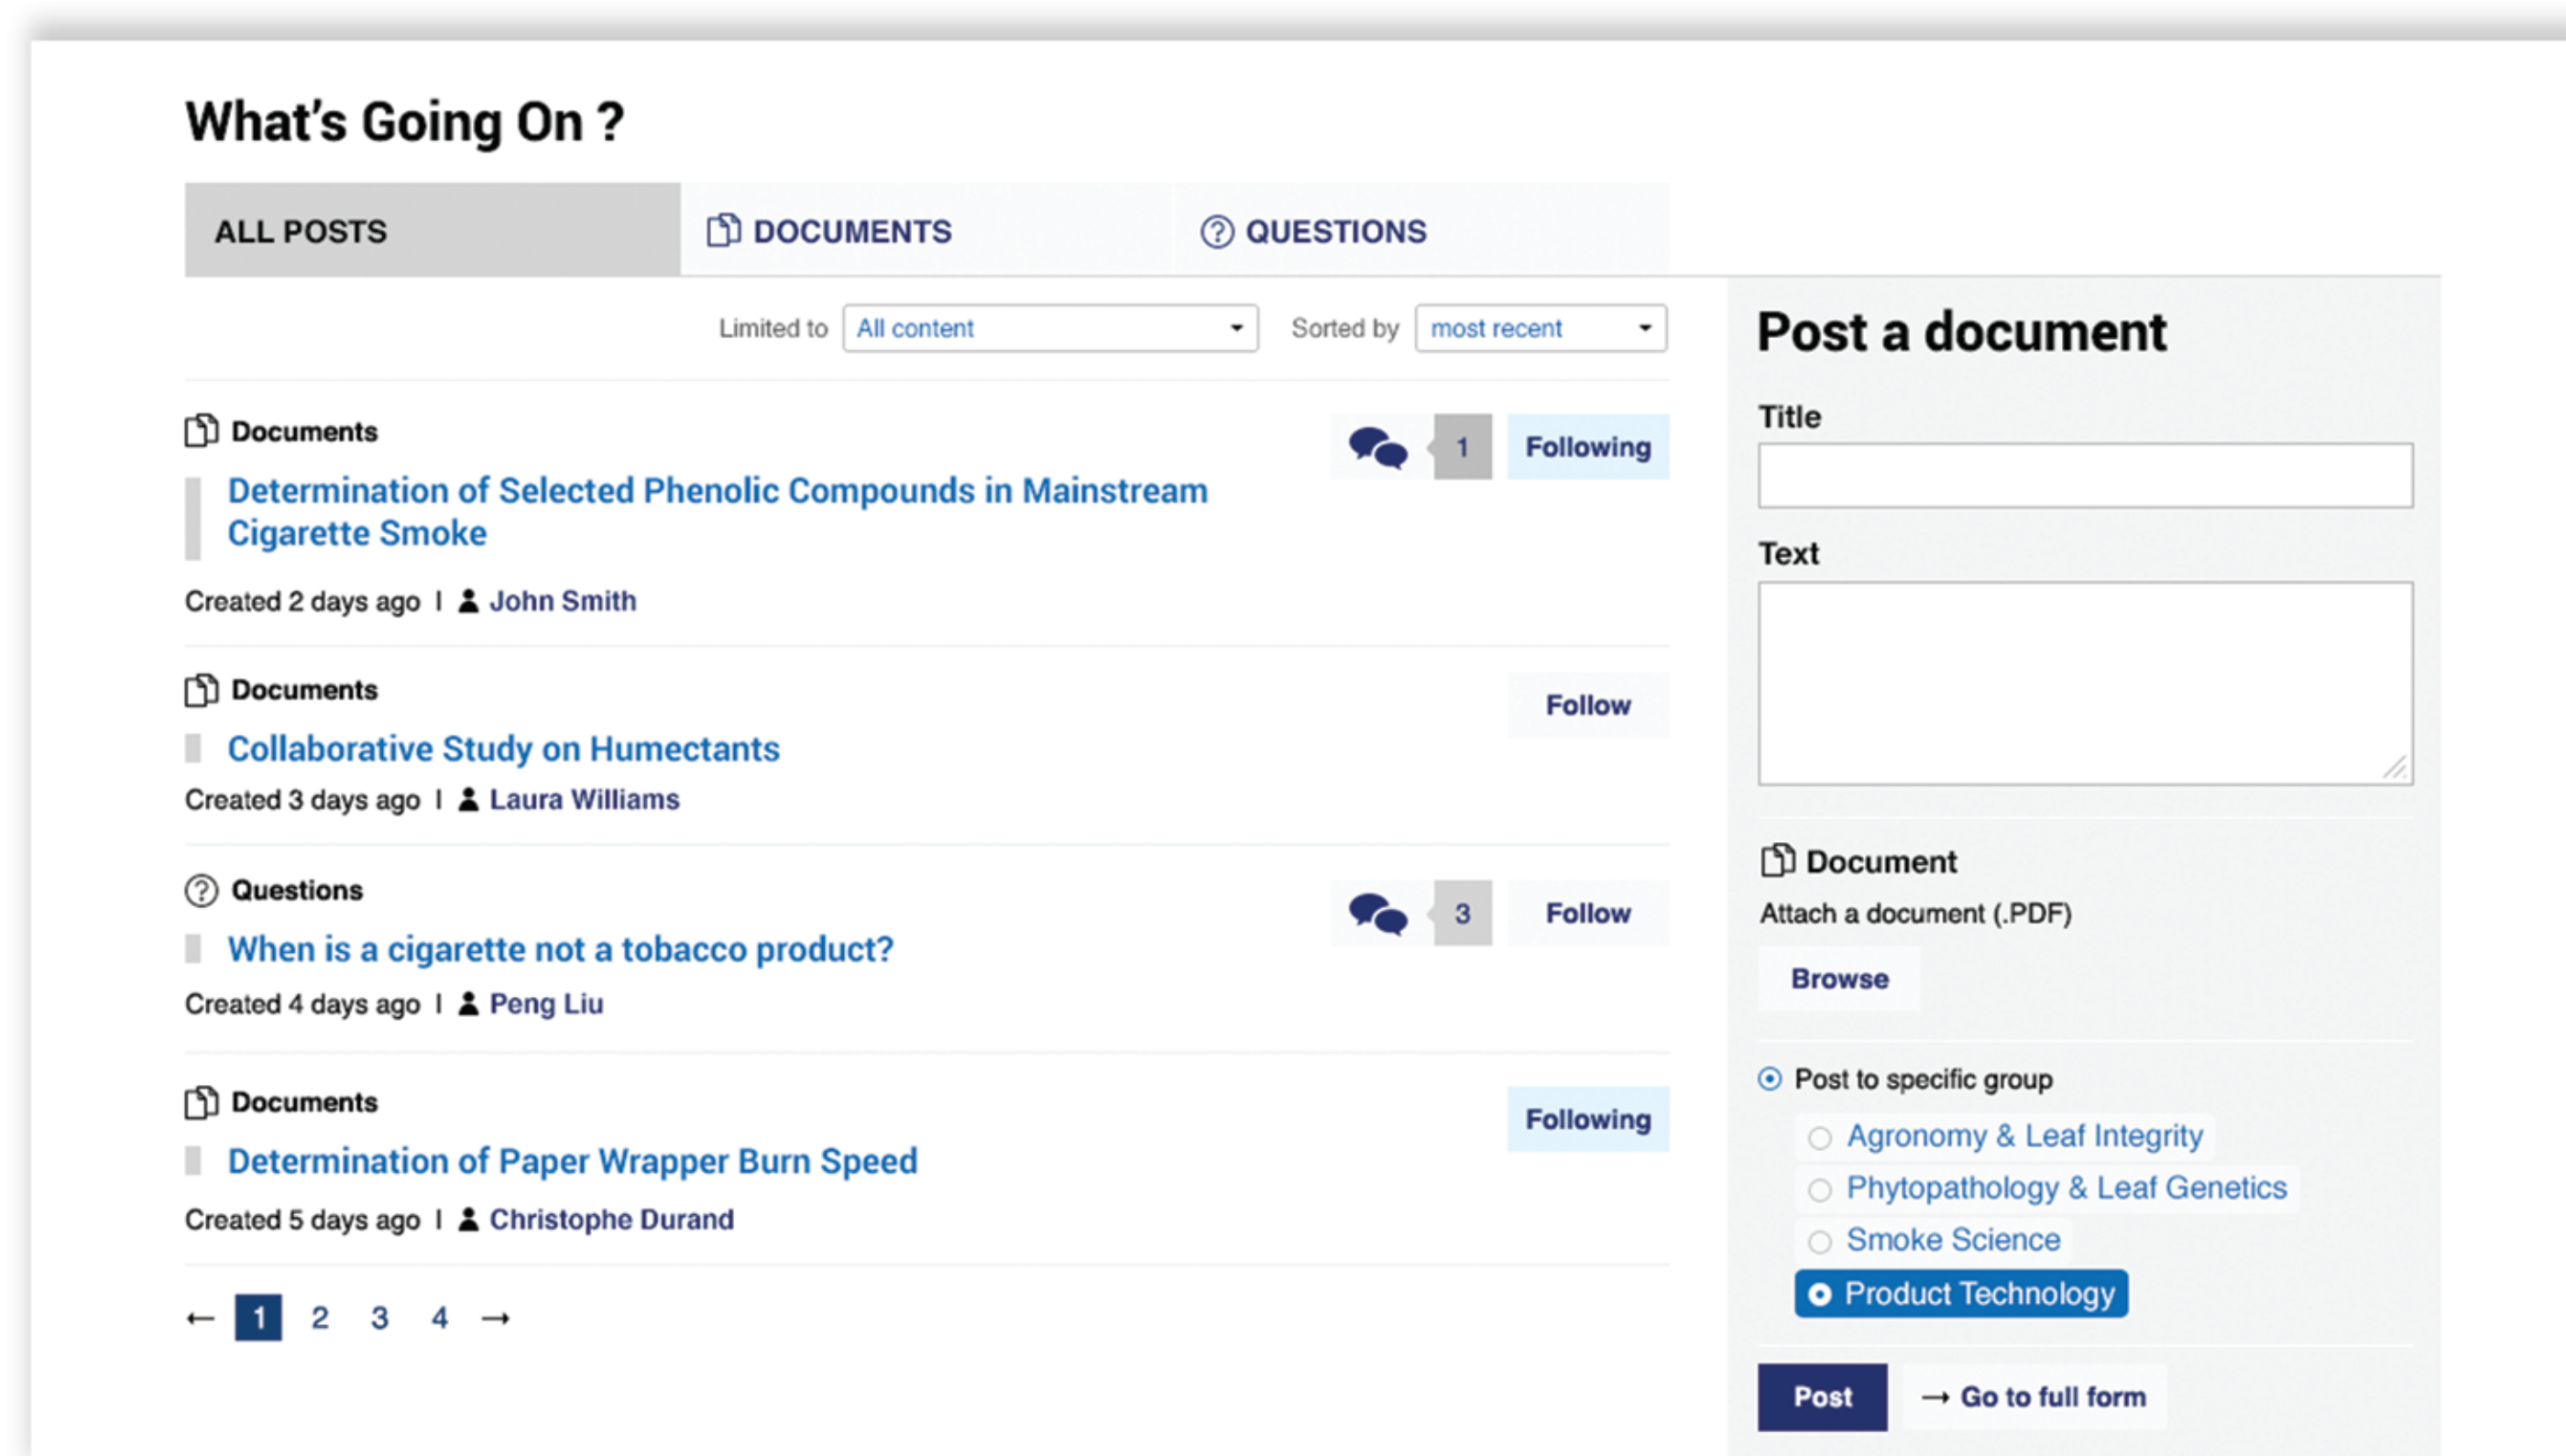 What's Going On ?
ALL POSTS
DOCUMENTS
QUESTIONS
Limited to All content Sorted by most recent
Documents
1 Following
Determination of Selected Phenolic Compounds in Mainstream
Cigarette Smoke
Created 2 days ago | John Smith
Documents
Follow
Collaborative Study on Humectants
Created 3 days ago | Laura Williams
Questions
3 Follow
When is a cigarette not a tobacco product?
Created 4 days ago | Peng Liu
Documents
Following
Determination of Paper Wrapper Burn Speed
Created 5 days ago | Christophe Durand
← 1 2 3 4 →
Post a document
Title
Text
Document
Attach a document (.PDF)
Browse
Post to specific group
Agronomy & Leaf Integrity
Phytopathology & Leaf Genetics
Smoke Science
Product Technology
Post → Go to full form